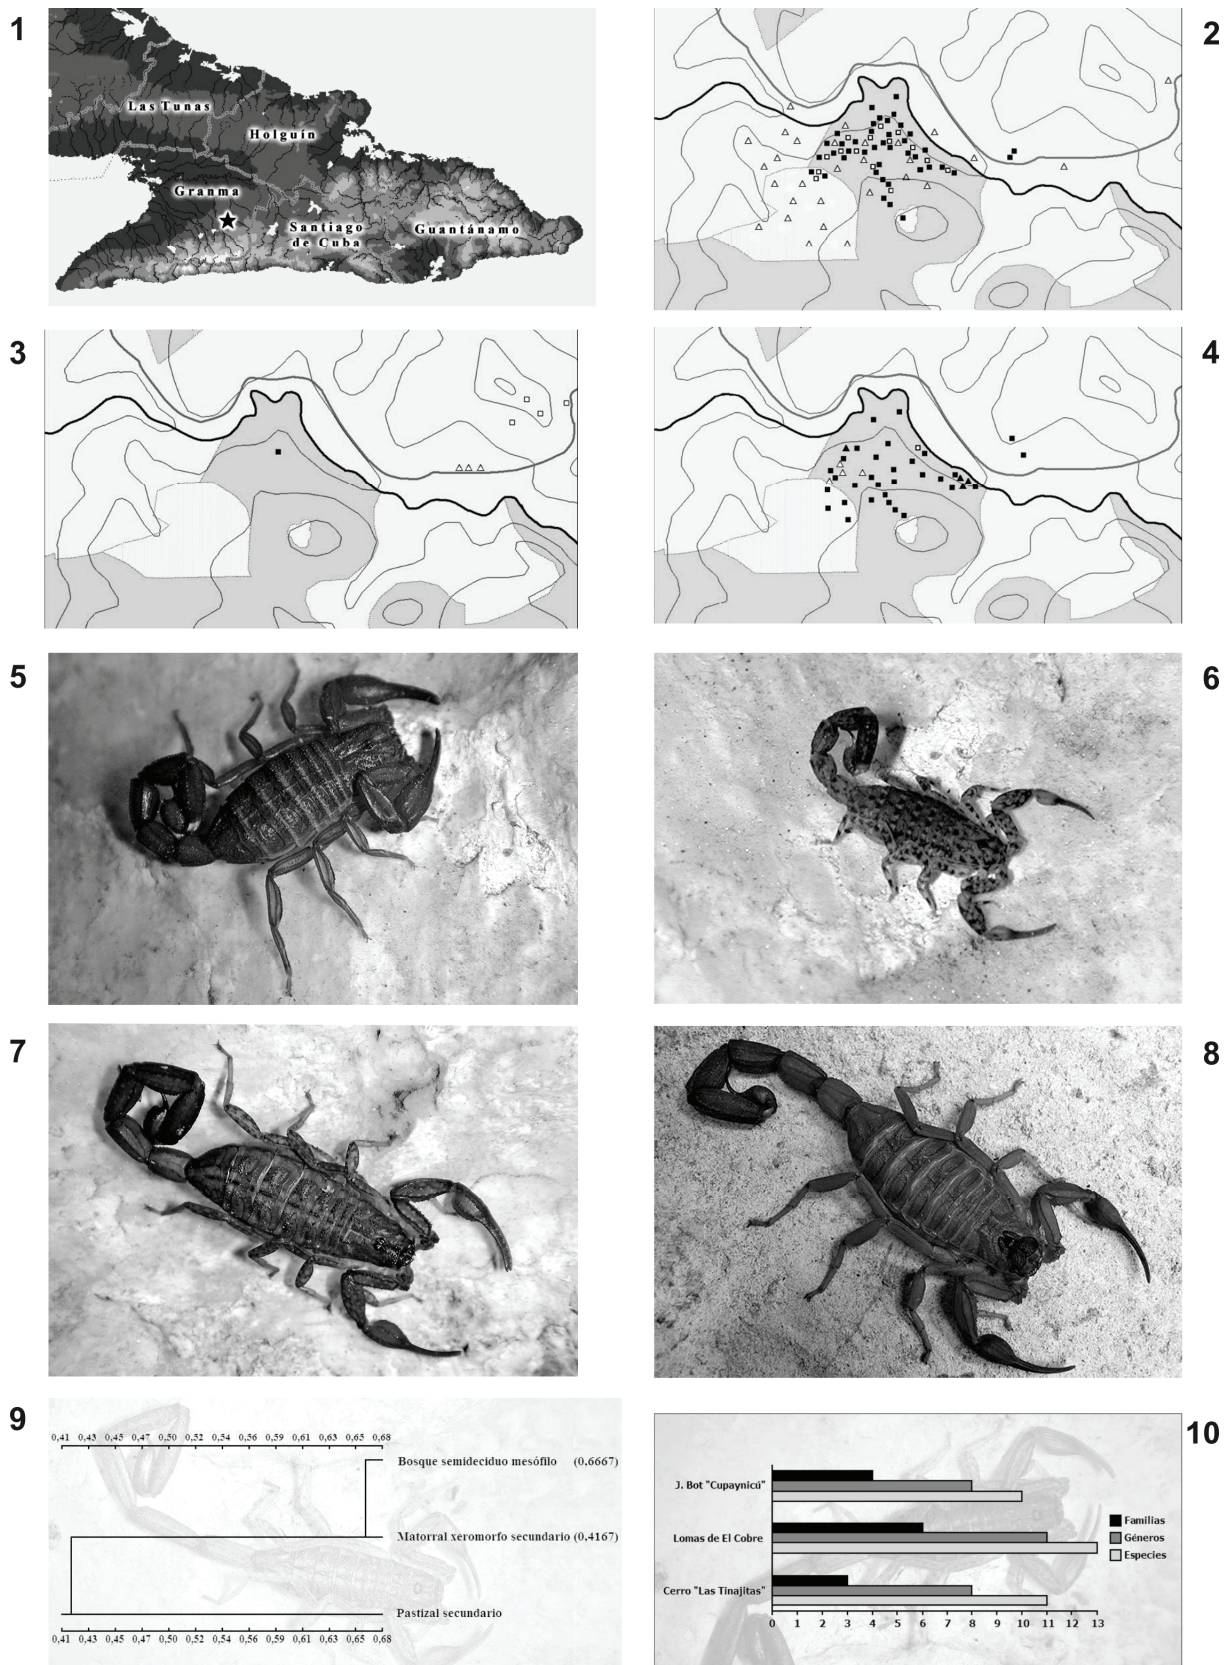 1
Las Tunas
Holguín
Granma
Santiago
de Cuba
Guantánamo
2
3
4
5
6
7
8
9
0,41 0,43 0,45 0,47 0,50 0,52 0,54 0,56 0,59 0,61 0,63 0,65 0,68
Bosque semideciduo mesófilo (0,6667)
Matorral xeromorfo secundario (0,4167)
Pastizal secundario
0,41 0,43 0,45 0,47 0,50 0,52 0,54 0,56 0,59 0,61 0,63 0,65 0,68
10
J. Bot "Cupaynicú"
Lomas de El Cobre
Cerro "Las Tinajitas"
Familias
Géneros
Especies
0 1 2 3 4 5 6 7 8 9 10 11 12 13